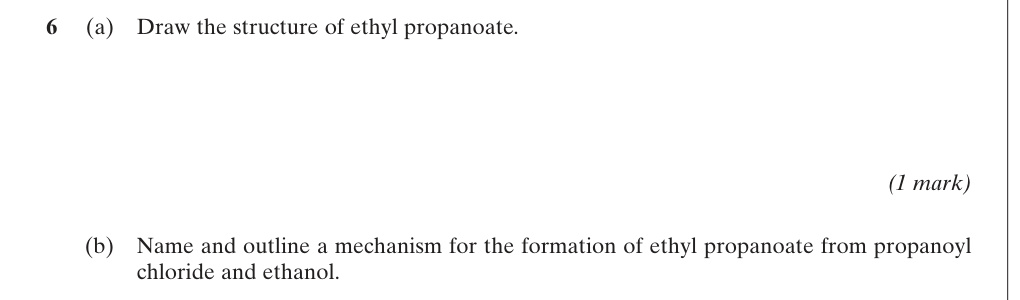 6 (a) Draw the structure of ethyl propanoate.
(1 mark)
(b) Name and outline a mechanism for the formation of ethyl propanoate from propanoyl
chloride and ethanol.